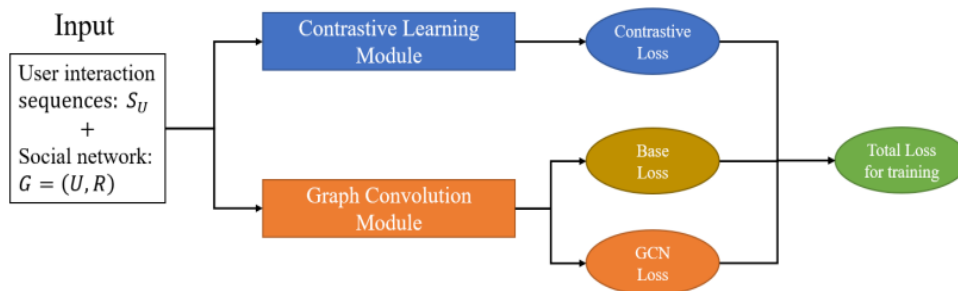 Input
User interaction
sequences: S_U
+
Social network:
G = (U, R)
Contrastive Learning
Module
Contrastive
Loss
Graph Convolution
Module
Base
Loss
GCN
Loss
Total Loss
for training